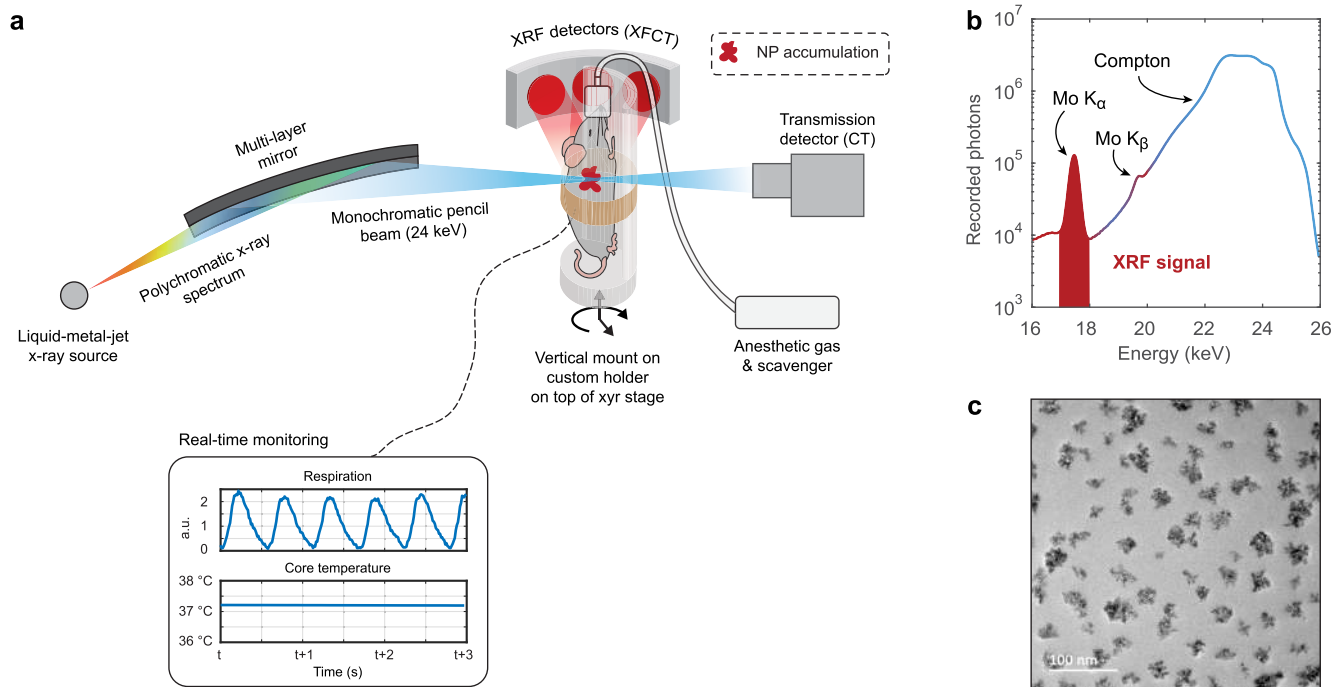 a
XRF detectors (XFCT)
NP accumulation
Multi-layer
mirror
Transmission
detector (CT)
Monochromatic pencil
beam (24 keV)
Polychromatic x-ray
spectrum
Liquid-metal-jet
x-ray source
Vertical mount on
custom holder
on top of xyr stage
Anesthetic gas
& scavenger
Real-time monitoring
Respiration
a.u.
2
1
0
Core temperature
38 °C
37 °C
36 °C
t
t+1
t+2
t+3
Time (s)
b
Recorded photons
10⁷
10⁶
10⁵
10⁴
10³
Compton
Mo Kα
Mo Kβ
XRF signal
16
18
20
22
24
26
Energy (keV)
c
100 nm